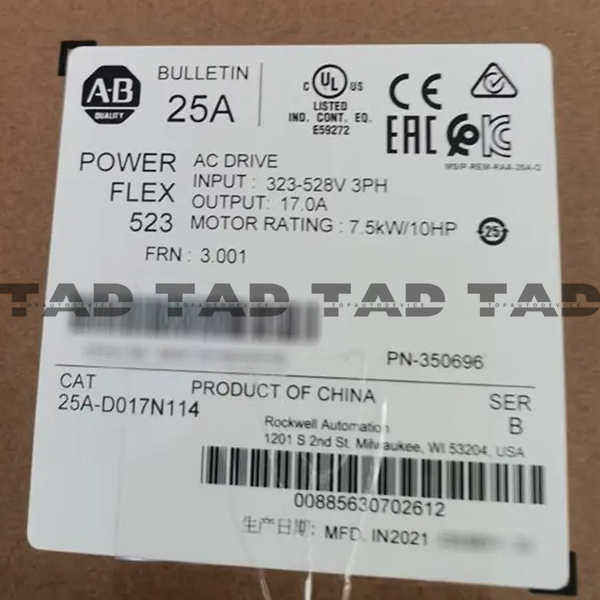 A-B
QUALITY
BULLETIN
25A
C UL US
LISTED
IND. CONT. EQ.
E59272
CE
EAC
MSIP-REM-RAA-25A-D
POWER
FLEX
523
AC DRIVE
INPUT : 323-528V 3PH
OUTPUT: 17.0A
MOTOR RATING : 7.5kW/10HP
25
FRN : 3.001
TAD TAD TAD TAD
TOPAUTODEVICE TOPAUTODEVICE TOPAUTODEVICE
PN-350696
CAT
25A-D017N114
PRODUCT OF CHINA
SER
B
Rockwell Automation
1201 S 2nd St. Milwaukee, WI 53204, USA
00885630702612
生产日期: MFD. IN2021